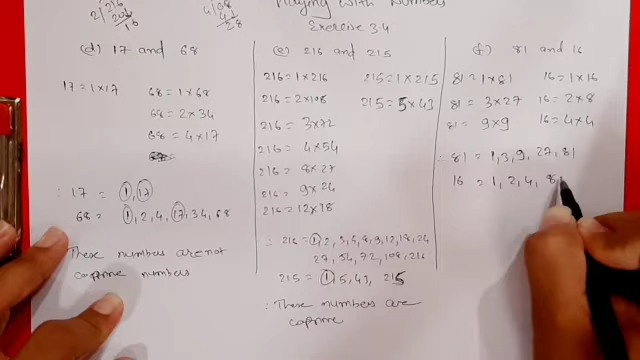 Playing with Numbers
Exercise 3.4
2) 216
208
16
4) 68
4
28
(d) 17 and 68
17 = 1×17
68 = 1×68
68 = 2×34
68 = 4×17
∴ 17 = 1, 17
68 = 1, 2, 4, 17, 34, 68
These numbers are not
coprime numbers
(e) 216 and 215
216 = 1×216
216 = 2×108
216 = 3×72
216 = 4×54
216 = 8×27
216 = 9×24
216 = 12×18
215 = 1×215
215 = 5×43
∴ 216 = 1, 2, 3, 4, 8, 9, 12, 18, 24
27, 54, 72, 108, 216
215 = 1, 5, 43, 215
∴ These numbers are
coprime
(f) 81 and 16
81 = 1×81
81 = 3×27
81 = 9×9
16 = 1×16
16 = 2×8
16 = 4×4
∴ 81 = 1, 3, 9, 27, 81
16 = 1, 2, 4, 8,